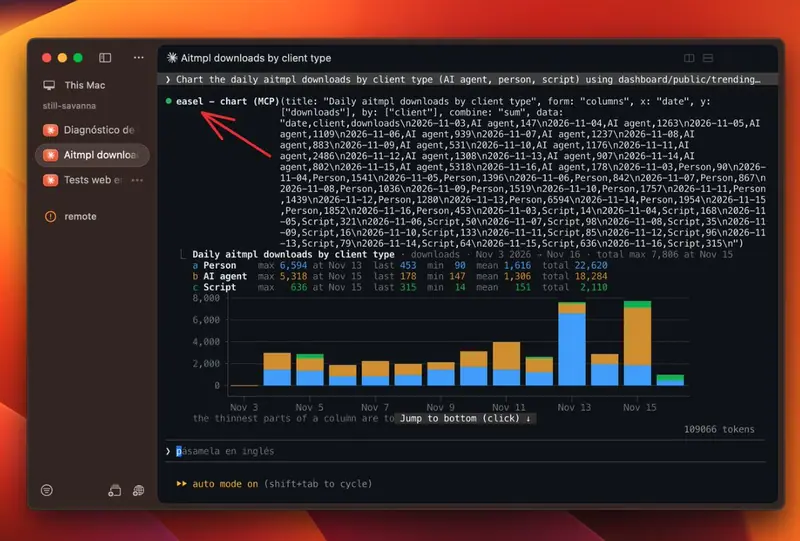 Aitmpl downloads by client type
This Mac
still-savanna
Diagnóstico de
Aitmpl downloa
Tests web en
remote
❯ Chart the daily aitmpl downloads by client type (AI agent, person, script) using dashboard/public/trending…
easel - chart (MCP)(title: "Daily aitmpl downloads by client type", form: "columns", x: "date", y:
["downloads"], by: ["client"], combine: "sum", data:
"date,client,downloads\n2026-11-03,AI agent,147\n2026-11-04,AI agent,1263\n2026-11-05,AI
agent,1109\n2026-11-06,AI agent,939\n2026-11-07,AI agent,1237\n2026-11-08,AI
agent,883\n2026-11-09,AI agent,531\n2026-11-10,AI agent,1176\n2026-11-11,AI
agent,2486\n2026-11-12,AI agent,1308\n2026-11-13,AI agent,907\n2026-11-14,AI
agent,802\n2026-11-15,AI agent,5318\n2026-11-16,AI agent,178\n2026-11-03,Person,90\n2026-
11-04,Person,1541\n2026-11-05,Person,1396\n2026-11-06,Person,842\n2026-11-07,Person,867\n
2026-11-08,Person,1036\n2026-11-09,Person,1519\n2026-11-10,Person,1757\n2026-11-11,Person
,1439\n2026-11-12,Person,1280\n2026-11-13,Person,6594\n2026-11-14,Person,1954\n2026-11-15
,Person,1852\n2026-11-16,Person,453\n2026-11-03,Script,14\n2026-11-04,Script,168\n2026-11
-05,Script,321\n2026-11-06,Script,50\n2026-11-07,Script,98\n2026-11-08,Script,35\n2026-11
-09,Script,16\n2026-11-10,Script,133\n2026-11-11,Script,85\n2026-11-12,Script,96\n2026-11
-13,Script,79\n2026-11-14,Script,64\n2026-11-15,Script,636\n2026-11-16,Script,315\n")
Daily aitmpl downloads by client type · downloads · Nov 3 2026 → Nov 16 · total max 7,806 at Nov 15
a Person max 6,594 at Nov 13 last 453 min 90 mean 1,616 total 22,620
b AI agent max 5,318 at Nov 15 last 178 min 147 mean 1,306 total 18,284
c Script max 636 at Nov 15 last 315 min 14 mean 151 total 2,110
8,000
6,000
4,000
2,000
0
Nov 3 Nov 5 Nov 7 Nov 9 Nov 11 Nov 13 Nov 15
the thinnest parts of a column are to Jump to bottom (click) ↓
109066 tokens
❯ pásamela en inglés
⏵⏵ auto mode on (shift+tab to cycle)